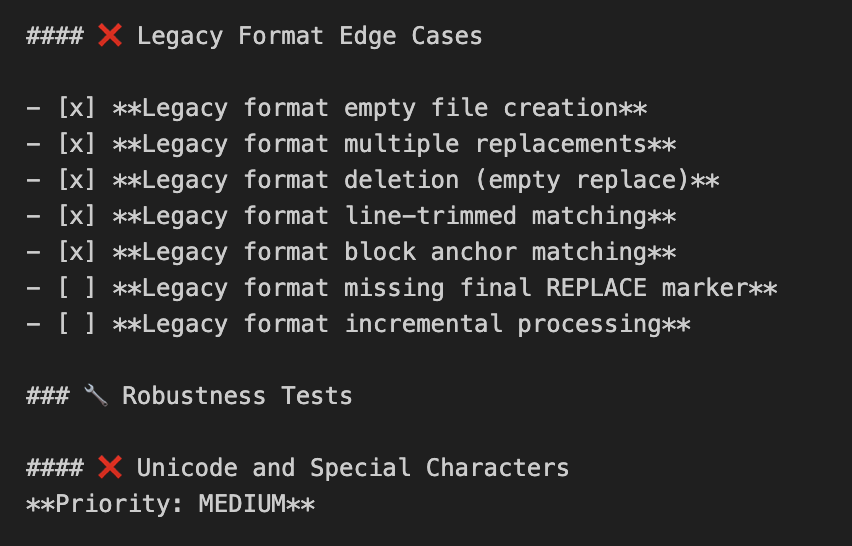 #### ❌ Legacy Format Edge Cases
- [x] **Legacy format empty file creation**
- [x] **Legacy format multiple replacements**
- [x] **Legacy format deletion (empty replace)**
- [x] **Legacy format line-trimmed matching**
- [x] **Legacy format block anchor matching**
- [ ] **Legacy format missing final REPLACE marker**
- [ ] **Legacy format incremental processing**
### 🔧 Robustness Tests
#### ❌ Unicode and Special Characters
**Priority: MEDIUM**